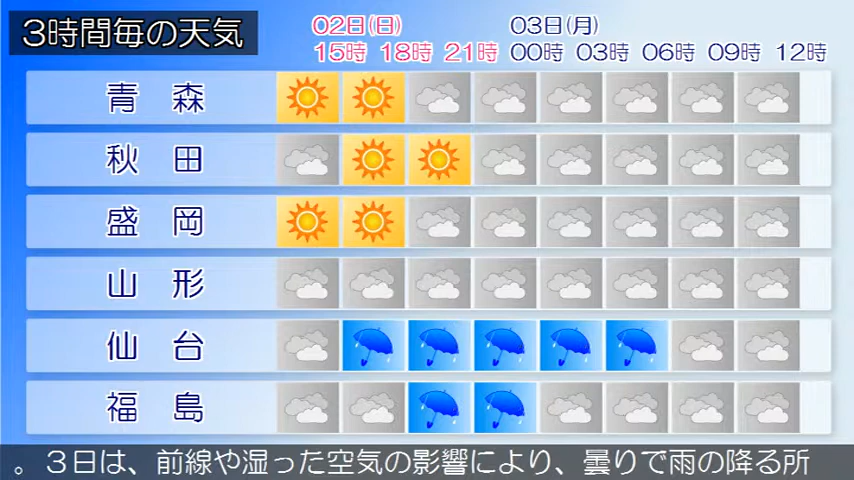 3時間毎の天気
02日(日) 03日(月)
15時 18時 21時 00時 03時 06時 09時 12時
青森
秋田
盛岡
山形
仙台
福島
。3日は、前線や湿った空気の影響により、曇りで雨の降る所